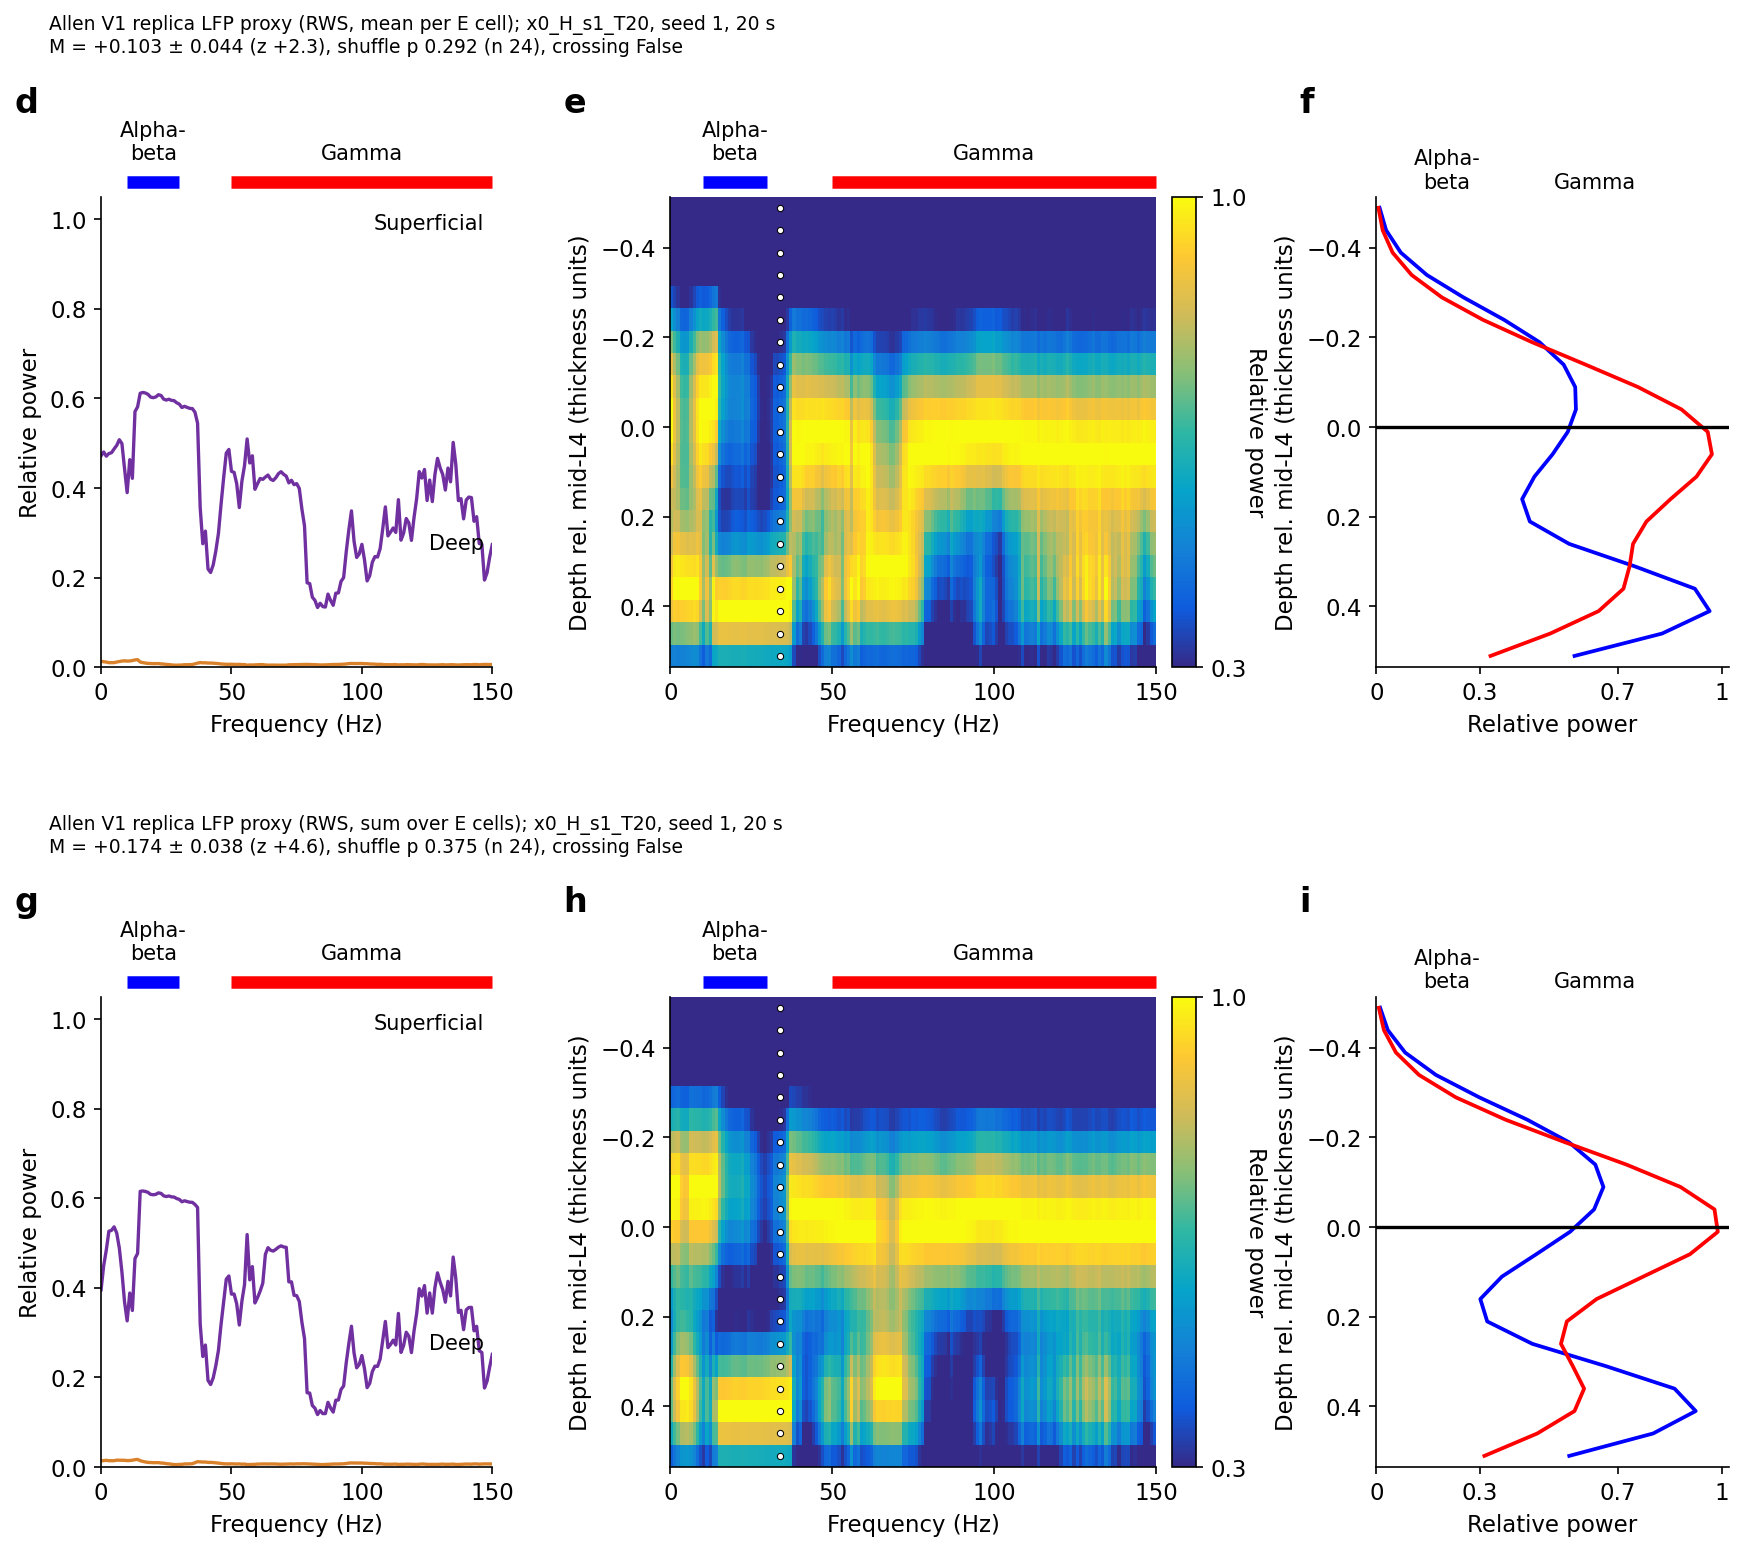 Allen V1 replica LFP proxy (RWS, mean per E cell); x0_H_s1_T20, seed 1, 20 s
M = +0.103 ± 0.044 (z +2.3), shuffle p 0.292 (n 24), crossing False
d
Alpha-
beta
Gamma
Superficial
Deep
1.0
0.8
0.6
0.4
0.2
0.0
Relative power
0
50
100
150
Frequency (Hz)
e
Alpha-
beta
Gamma
−0.4
−0.2
0.0
0.2
0.4
Depth rel. mid-L4 (thickness units)
0
50
100
150
Frequency (Hz)
1.0
0.3
Relative power
f
Alpha-
beta
Gamma
−0.4
−0.2
0.0
0.2
0.4
Depth rel. mid-L4 (thickness units)
0
0.3
0.7
1
Relative power
Allen V1 replica LFP proxy (RWS, sum over E cells); x0_H_s1_T20, seed 1, 20 s
M = +0.174 ± 0.038 (z +4.6), shuffle p 0.375 (n 24), crossing False
g
Alpha-
beta
Gamma
Superficial
Deep
1.0
0.8
0.6
0.4
0.2
0.0
Relative power
0
50
100
150
Frequency (Hz)
h
Alpha-
beta
Gamma
−0.4
−0.2
0.0
0.2
0.4
Depth rel. mid-L4 (thickness units)
0
50
100
150
Frequency (Hz)
1.0
0.3
Relative power
i
Alpha-
beta
Gamma
−0.4
−0.2
0.0
0.2
0.4
Depth rel. mid-L4 (thickness units)
0
0.3
0.7
1
Relative power